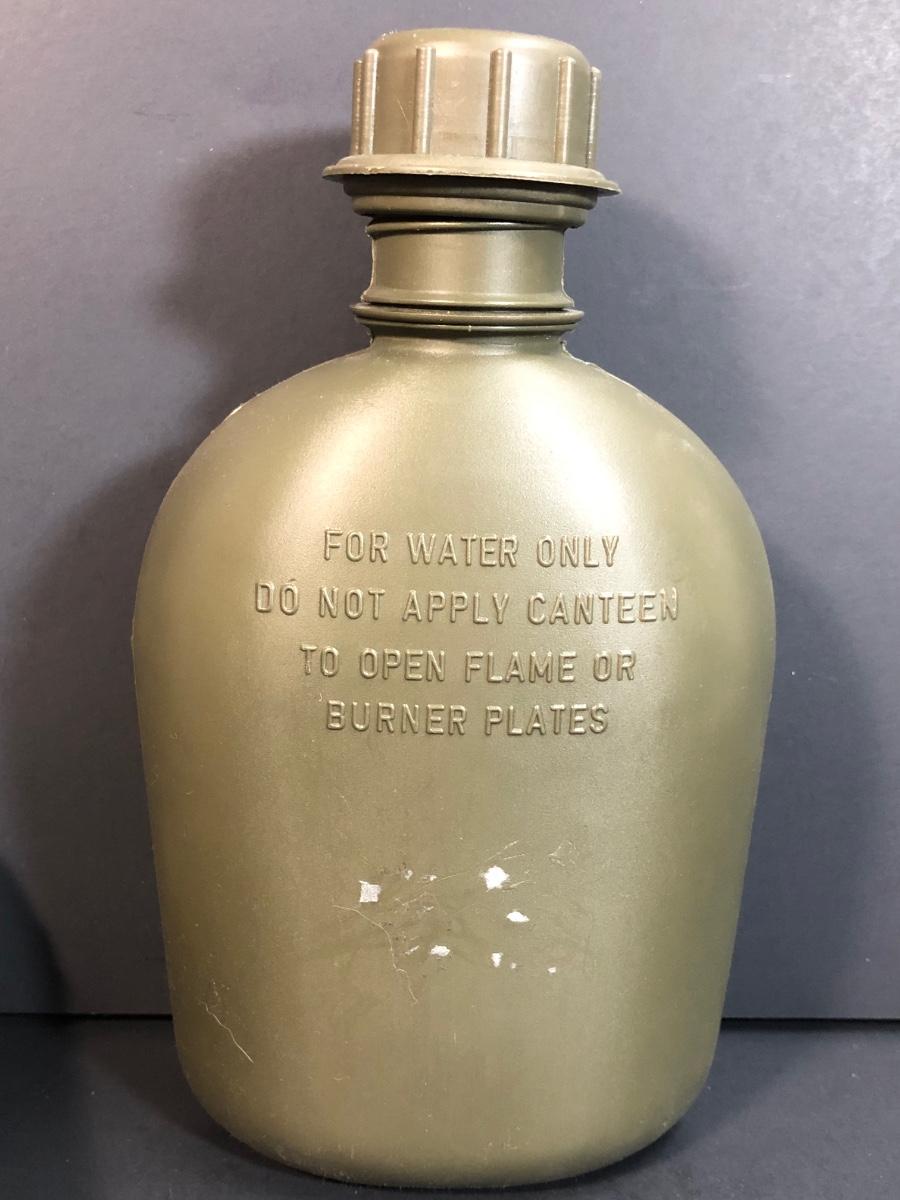 FOR WATER ONLY
DO NOT APPLY CANTEEN
TO OPEN FLAME OR
BURNER PLATES